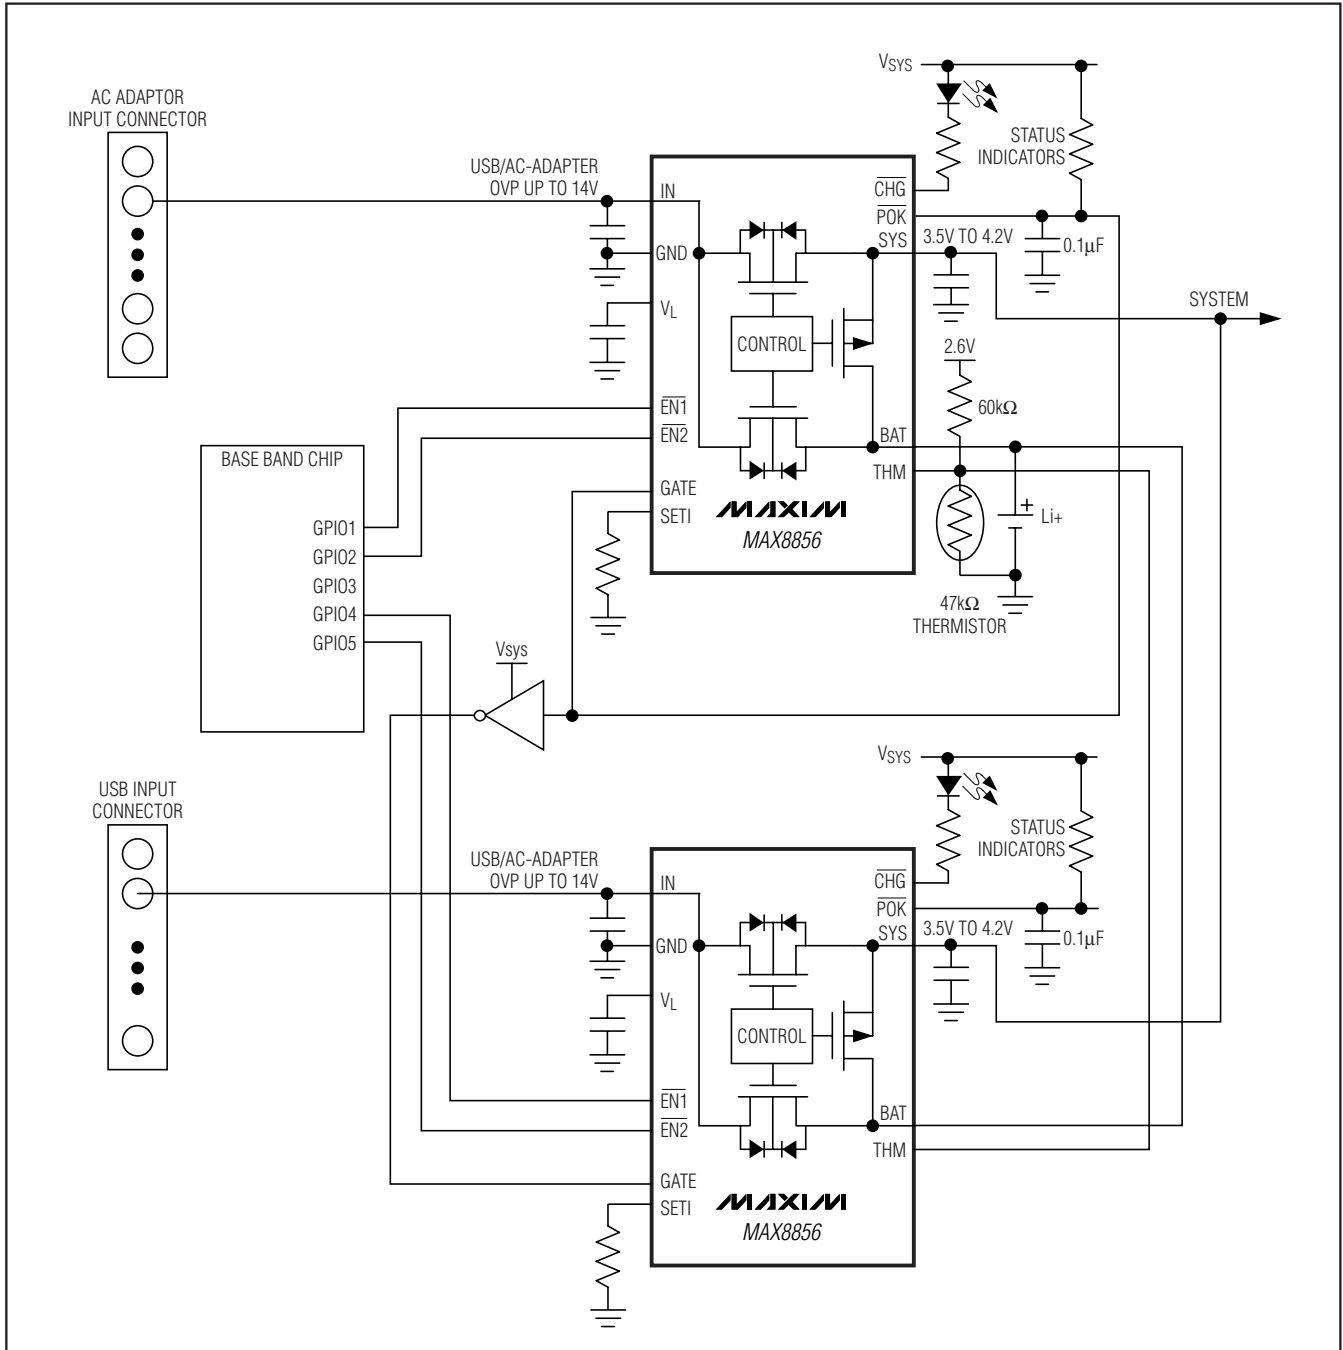 VSYS
AC ADAPTOR
INPUT CONNECTOR
STATUS
INDICATORS
USB/AC-ADAPTER
OVP UP TO 14V
IN
CHG
POK
SYS
3.5V TO 4.2V
0.1µF
GND
VL
SYSTEM
CONTROL
2.6V
60kΩ
EN1
EN2
BAT
THM
BASE BAND CHIP
GATE
SETI
MAXIM
MAX8856
Li+
+
GPIO1
GPIO2
GPIO3
GPIO4
GPIO5
47kΩ
THERMISTOR
Vsys
VSYS
USB INPUT
CONNECTOR
STATUS
INDICATORS
USB/AC-ADAPTER
OVP UP TO 14V
IN
CHG
POK
SYS
3.5V TO 4.2V
0.1µF
GND
VL
CONTROL
EN1
EN2
BAT
THM
GATE
SETI
MAXIM
MAX8856